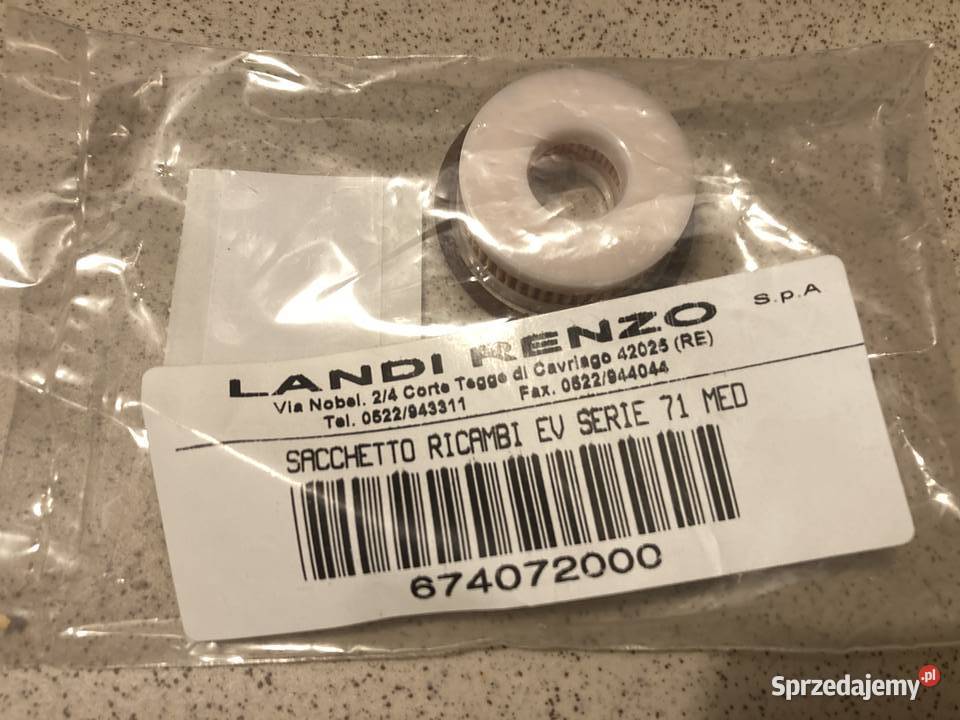 LANDI RENZO S.p.A
Via Nobel. 2/4 Corte Tegge di Cavriago 42025 (RE)
Tel. 0522/943311 Fax. 0522/944044
SACCHETTO RICAMBI EV SERIE 71 MED
674072000
Sprzedajemy.pl